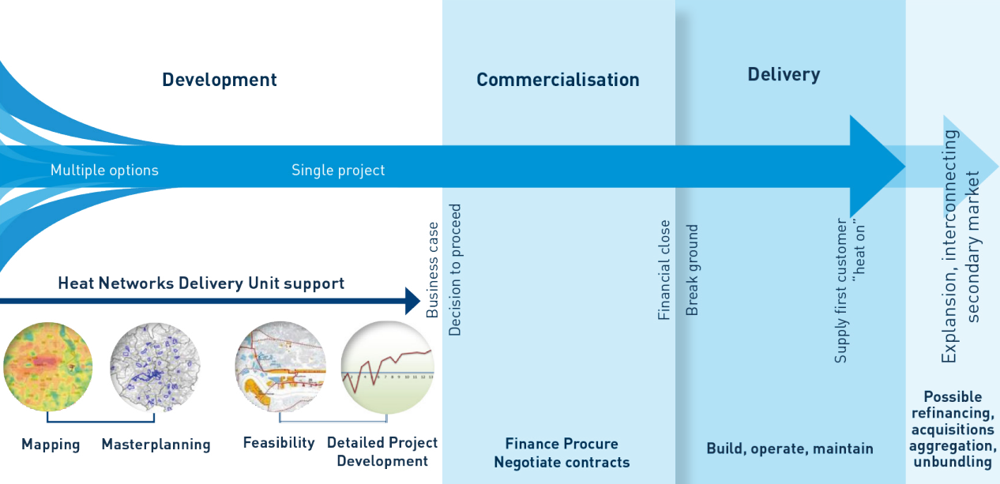 Development
Commercialisation
Delivery
Multiple options
Single project
Heat Networks Delivery Unit support
Business case
Decision to proceed
Financial close
Break ground
Supply first customer
“heat on”
Explansion, interconnecting
secondary market
Mapping
Masterplanning
Feasibility
Detailed Project
Development
Finance Procure
Negotiate contracts
Build, operate, maintain
Possible
refinancing,
acquisitions
aggregation,
unbundling